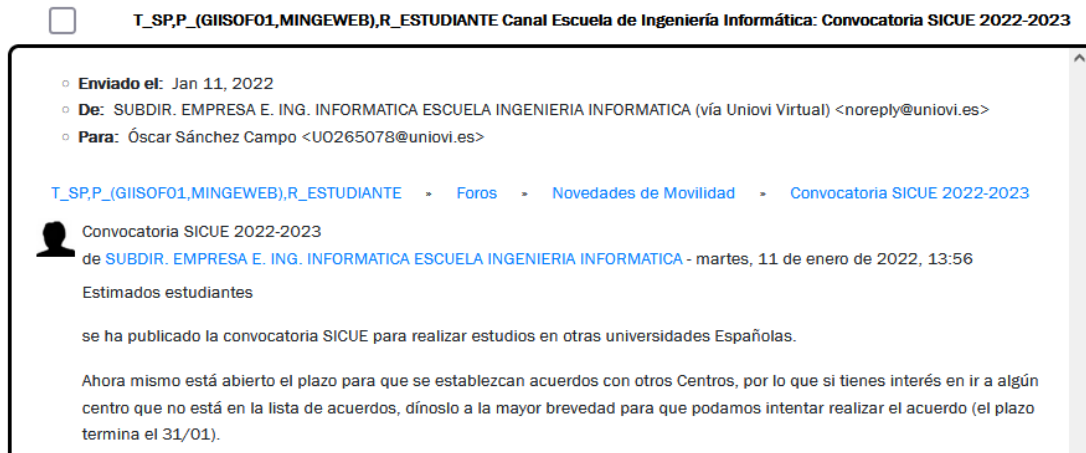 T_SP,P_(GIISOF01,MINGEWEB),R_ESTUDIANTE Canal Escuela de Ingeniería Informática: Convocatoria SICUE 2022-2023
Enviado el: Jan 11, 2022
De: SUBDIR. EMPRESA E. ING. INFORMATICA ESCUELA INGENIERIA INFORMATICA (vía Uniovi Virtual) <noreply@uniovi.es>
Para: Óscar Sánchez Campo <UO265078@uniovi.es>
T_SP,P_(GIISOF01,MINGEWEB),R_ESTUDIANTE » Foros » Novedades de Movilidad » Convocatoria SICUE 2022-2023
Convocatoria SICUE 2022-2023
de SUBDIR. EMPRESA E. ING. INFORMATICA ESCUELA INGENIERIA INFORMATICA - martes, 11 de enero de 2022, 13:56
Estimados estudiantes
se ha publicado la convocatoria SICUE para realizar estudios en otras universidades Españolas.
Ahora mismo está abierto el plazo para que se establezcan acuerdos con otros Centros, por lo que si tienes interés en ir a algún
centro que no está en la lista de acuerdos, dínoslo a la mayor brevedad para que podamos intentar realizar el acuerdo (el plazo
termina el 31/01).